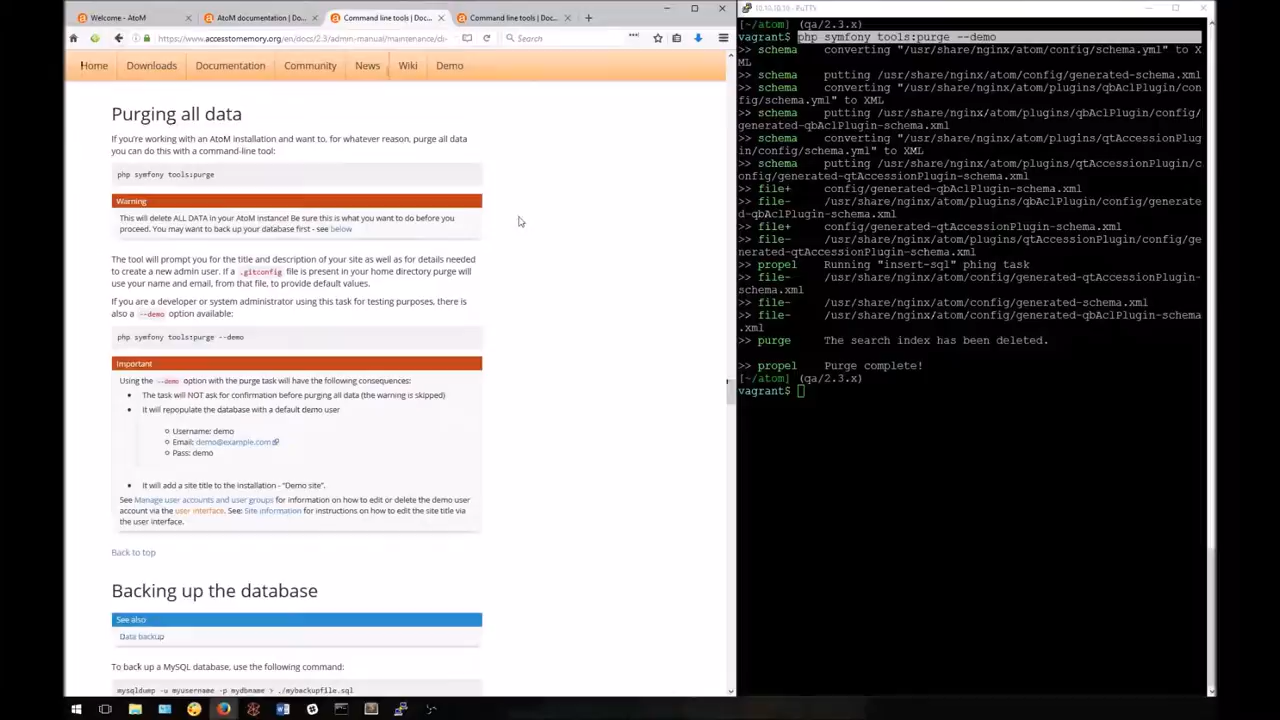 Welcome - AtoM
AtoM documentation | Doc...
Command line tools | Doc...
Command line tools | Doc...
https://www.accesstomemory.org/en/docs/2.3/admin-manual/maintenance/cli-
Search
Home
Downloads
Documentation
Community
News
Wiki
Demo
Purging all data
If you're working with an AtoM installation and want to, for whatever reason, purge all data
you can do this with a command-line tool:
php symfony tools:purge
Warning
This will delete ALL DATA in your AtoM instance! Be sure this is what you want to do before you
proceed. You may want to back up your database first - see below
The tool will prompt you for the title and description of your site as well as for details needed
to create a new admin user. If a .gitconfig file is present in your home directory purge will
use your name and email, from that file, to provide default values.
If you are a developer or system administrator using this task for testing purposes, there is
also a --demo option available:
php symfony tools:purge --demo
Important
Using the --demo option with the purge task will have the following consequences:
• The task will NOT ask for confirmation before purging all data (the warning is skipped)
• It will repopulate the database with a default demo user
Username: demo
Email: demo@example.com
Pass: demo
• It will add a site title to the installation - "Demo site".
See Manage user accounts and user groups for information on how to edit or delete the demo user
account via the user interface. See: Site information for instructions on how to edit the site title via
the user interface.
Back to top
Backing up the database
See also
Data backup
To back up a MySQL database, use the following command:
mysqldump -u myusername -p mydbname > ./mybackupfile.sql
10.10.10.10 - PuTTY
[~/atom] (qa/2.3.x)
vagrant$ php symfony tools:purge --demo
>> schema    converting "/usr/share/nginx/atom/config/schema.yml" to X
ML
>> schema    putting /usr/share/nginx/atom/config/generated-schema.xml
>> schema    converting "/usr/share/nginx/atom/plugins/qbAclPlugin/con
fig/schema.yml" to XML
>> schema    putting /usr/share/nginx/atom/plugins/qbAclPlugin/config/
generated-qbAclPlugin-schema.xml
>> schema    converting "/usr/share/nginx/atom/plugins/qtAccessionPlug
in/config/schema.yml" to XML
>> schema    putting /usr/share/nginx/atom/plugins/qtAccessionPlugin/c
onfig/generated-qtAccessionPlugin-schema.xml
>> file+     config/generated-qbAclPlugin-schema.xml
>> file-     /usr/share/nginx/atom/plugins/qbAclPlugin/config/generate
d-qbAclPlugin-schema.xml
>> file+     config/generated-qtAccessionPlugin-schema.xml
>> file-     /usr/share/nginx/atom/plugins/qtAccessionPlugin/config/ge
nerated-qtAccessionPlugin-schema.xml
>> propel    Running "insert-sql" phing task
>> file-     /usr/share/nginx/atom/config/generated-qtAccessionPlugin-
schema.xml
>> file-     /usr/share/nginx/atom/config/generated-schema.xml
>> file-     /usr/share/nginx/atom/config/generated-qbAclPlugin-schema
.xml
>> purge     The search index has been deleted.
>> propel    Purge complete!
[~/atom] (qa/2.3.x)
vagrant$